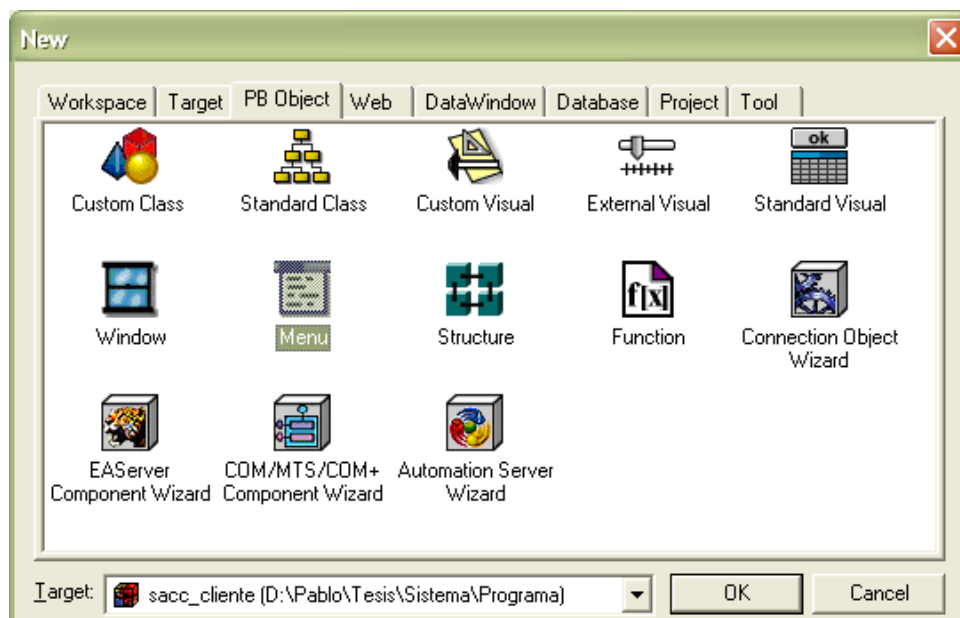 New
Workspace Target PB Object Web DataWindow Database Project Tool
Custom Class Standard Class Custom Visual External Visual ok Standard Visual
Window Menu Structure f[x] Function Connection Object
Wizard
EAServer COM/MTS/COM+ Automation Server
Component Wizard Component Wizard Wizard
Target: sacc_cliente (D:\Pablo\Tesis\Sistema\Programa) OK Cancel